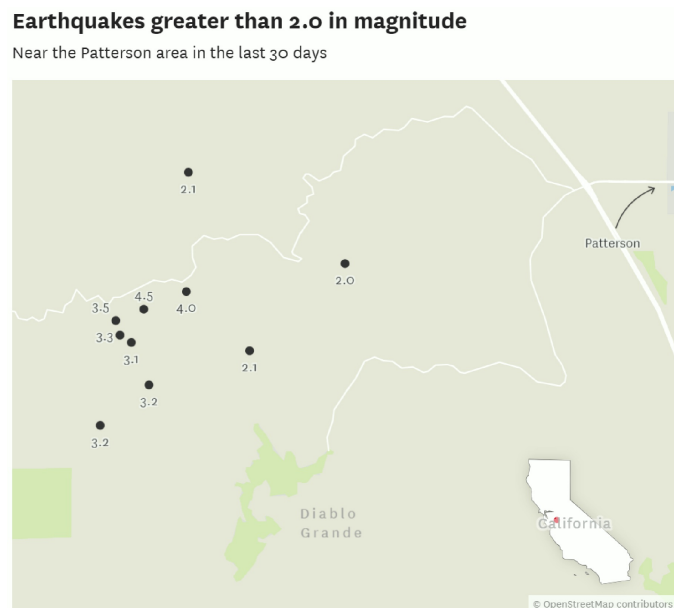 Earthquakes greater than 2.0 in magnitude
Near the Patterson area in the last 30 days
2.1
Patterson
2.0
4.5
3.5
4.0
3.3
3.1
2.1
3.2
3.2
Diablo
Grande
California
© OpenStreetMap contributors